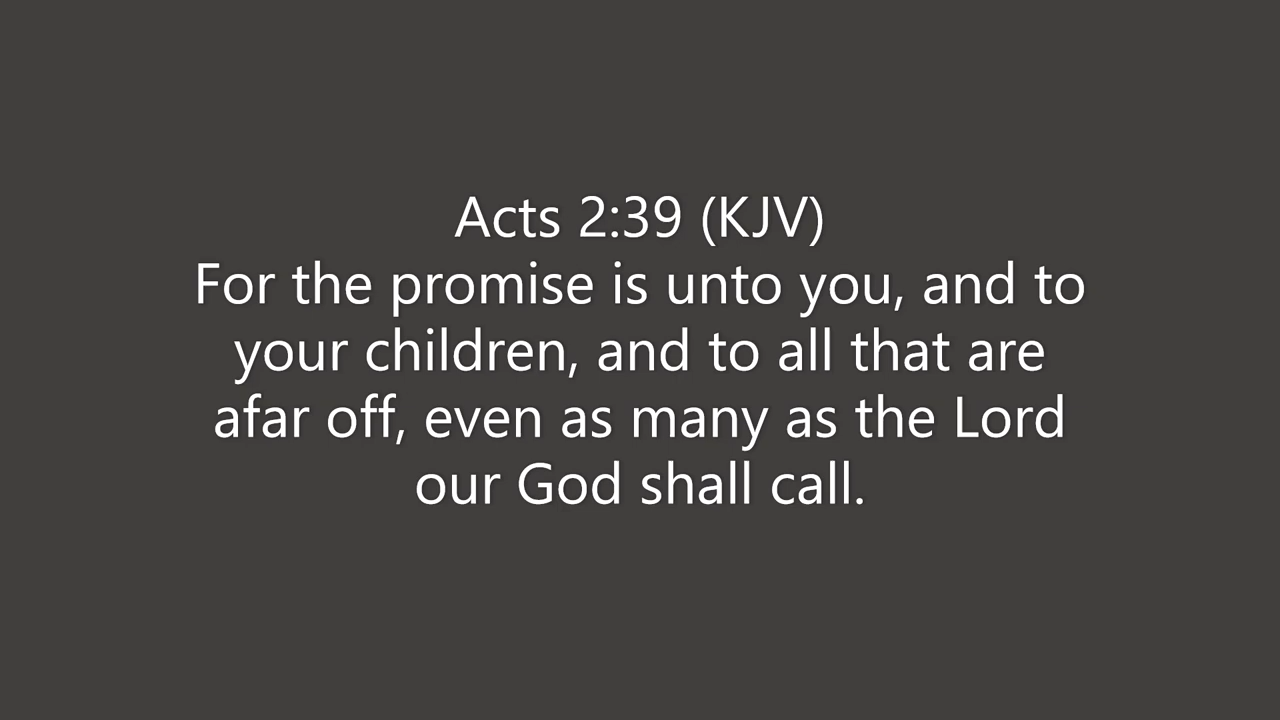 Acts 2:39 (KJV)
For the promise is unto you, and to
your children, and to all that are
afar off, even as many as the Lord
our God shall call.